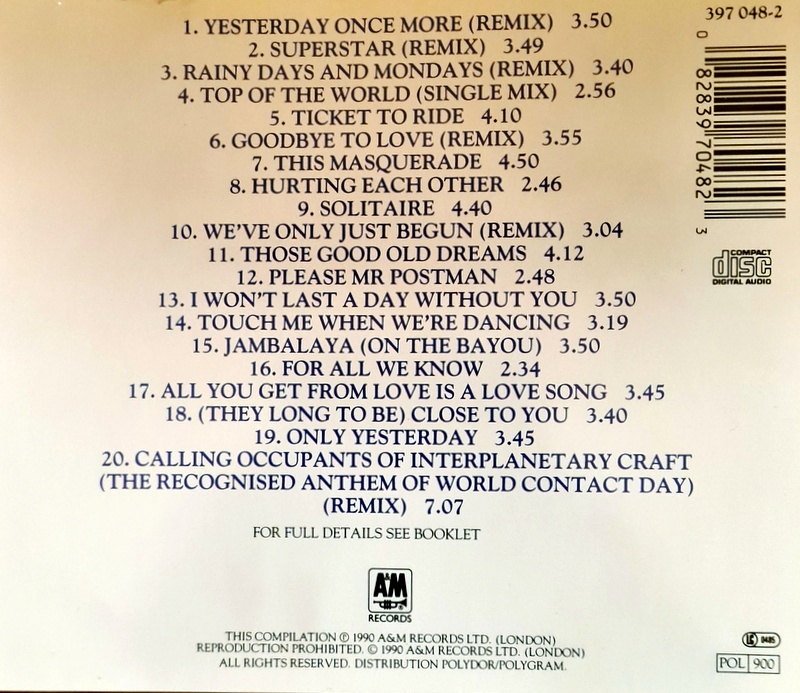 397 048-2
1. YESTERDAY ONCE MORE (REMIX) 3.50
2. SUPERSTAR (REMIX) 3.49
3. RAINY DAYS AND MONDAYS (REMIX) 3.40
4. TOP OF THE WORLD (SINGLE MIX) 2.56
5. TICKET TO RIDE 4.10
6. GOODBYE TO LOVE (REMIX) 3.55
7. THIS MASQUERADE 4.50
8. HURTING EACH OTHER 2.46
9. SOLITAIRE 4.40
10. WE'VE ONLY JUST BEGUN (REMIX) 3.04
11. THOSE GOOD OLD DREAMS 4.12
12. PLEASE MR POSTMAN 2.48
13. I WON'T LAST A DAY WITHOUT YOU 3.50
14. TOUCH ME WHEN WE'RE DANCING 3.19
15. JAMBALAYA (ON THE BAYOU) 3.50
16. FOR ALL WE KNOW 2.34
17. ALL YOU GET FROM LOVE IS A LOVE SONG 3.45
18. (THEY LONG TO BE) CLOSE TO YOU 3.40
19. ONLY YESTERDAY 3.45
20. CALLING OCCUPANTS OF INTERPLANETARY CRAFT
(THE RECOGNISED ANTHEM OF WORLD CONTACT DAY)
(REMIX) 7.07
FOR FULL DETAILS SEE BOOKLET
0 82839 70482 3
COMPACT
disc
DIGITAL AUDIO
A&M
RECORDS
THIS COMPILATION ℗ 1990 A&M RECORDS LTD. (LONDON)
REPRODUCTION PROHIBITED. © 1990 A&M RECORDS LTD. (LONDON)
ALL RIGHTS RESERVED. DISTRIBUTION POLYDOR/POLYGRAM.
LC 0485
POL 900